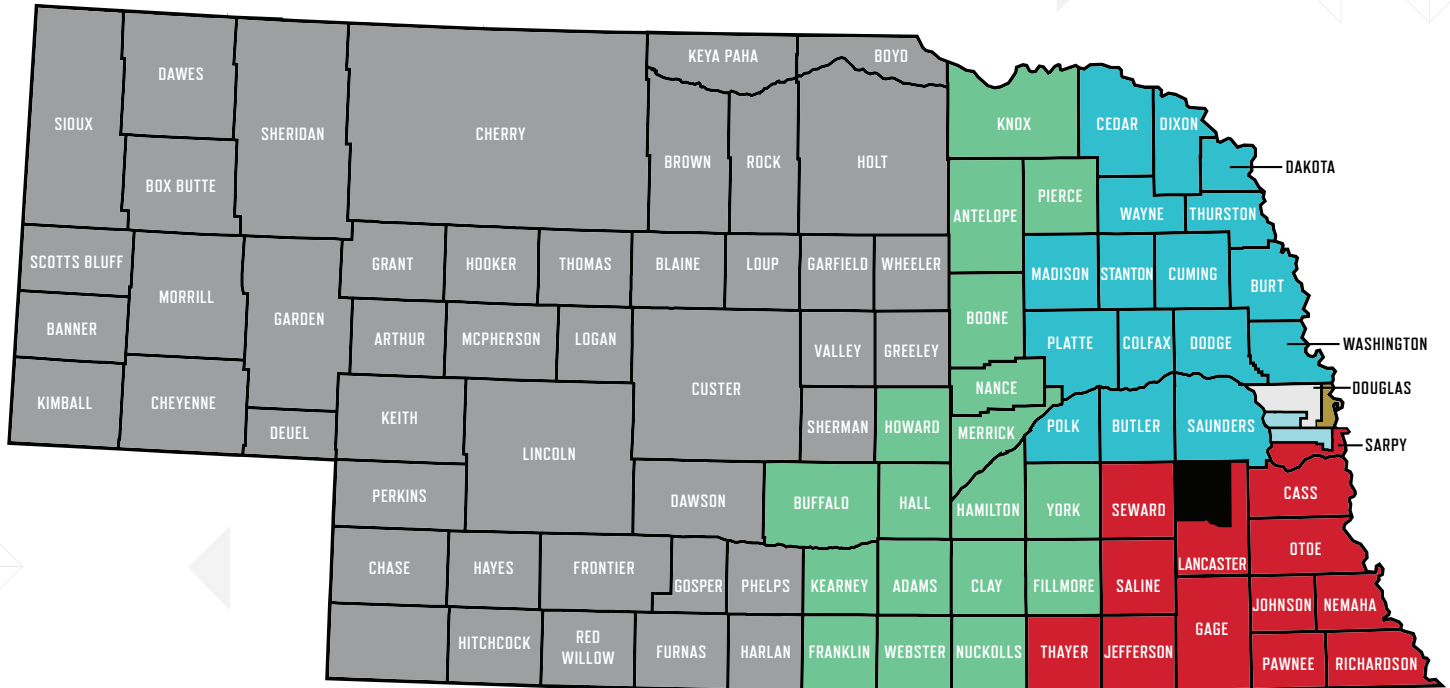 KEYA PAHA
BOYD
DAWES
SIOUX
SHERIDAN
CHERRY
KNOX
CEDAR
DIXON
BROWN
ROCK
HOLT
DAKOTA
BOX BUTTE
PIERCE
ANTELOPE
WAYNE
THURSTON
SCOTTS BLUFF
GRANT
HOOKER
THOMAS
BLAINE
LOUP
GARFIELD
WHEELER
MADISON
STANTON
CUMING
BURT
MORRILL
GARDEN
BOONE
BANNER
ARTHUR
MCPHERSON
LOGAN
VALLEY
GREELEY
PLATTE
COLFAX
DODGE
WASHINGTON
CUSTER
NANCE
DOUGLAS
KIMBALL
CHEYENNE
KEITH
DEUEL
SHERMAN
HOWARD
MERRICK
POLK
BUTLER
SAUNDERS
SARPY
LINCOLN
PERKINS
DAWSON
BUFFALO
HALL
HAMILTON
YORK
SEWARD
CASS
OTOE
LANCASTER
CHASE
HAYES
FRONTIER
GOSPER
PHELPS
KEARNEY
ADAMS
CLAY
FILLMORE
SALINE
JOHNSON
NEMAHA
GAGE
HITCHCOCK
RED
WILLOW
FURNAS
HARLAN
FRANKLIN
WEBSTER
NUCKOLLS
THAYER
JEFFERSON
PAWNEE
RICHARDSON